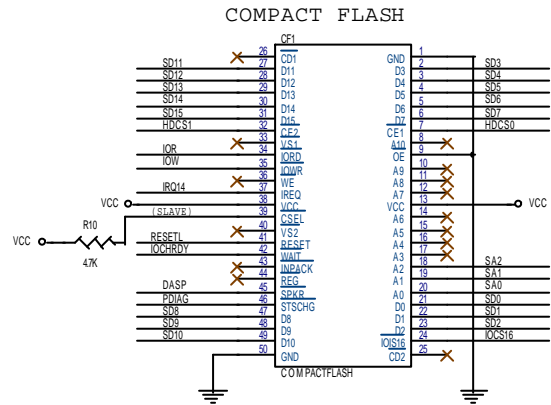 COMPACT FLASH
CF1
26 CD1 GND 1
SD11 27 D11 D3 2 SD3
SD12 28 D12 D4 3 SD4
SD13 29 D13 D5 4 SD5
SD14 30 D14 D6 5 SD6
SD15 31 D15 D7 6 SD7
HDCS1 32 CE2 CE1 7 HDCS0
33 VS1 A10 8
IOR 34 IORD OE 9
IOW 35 IOWR A9 10
36 WE A8 11
IRQ14 37 IREQ A7 12
VCC 38 VCC VCC 13 VCC
(SLAVE) 39 CSEL A6 14
R10
VCC
4.7K
40 VS2 A5 15
RESETL 41 RESET A4 16
IOCHRDY 42 WAIT A3 17
43 INPACK A2 18 SA2
44 REG A1 19 SA1
DASP 45 SPKR A0 20 SA0
PDIAG 46 STSCHG D0 21 SD0
SD8 47 D8 D1 22 SD1
SD9 48 D9 D2 23 SD2
SD10 49 D10 IOIS16 24 IOCS16
50 GND CD2 25
COMPACTFLASH